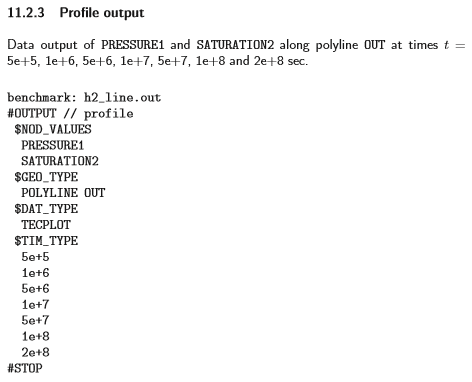 11.2.3 Profile output
Data output of PRESSURE1 and SATURATION2 along polyline OUT at times t =
5e+5, 1e+6, 5e+6, 1e+7, 5e+7, 1e+8 and 2e+8 sec.
benchmark: h2_line.out
#OUTPUT // profile
$NOD_VALUES
PRESSURE1
SATURATION2
$GEO_TYPE
POLYLINE OUT
$DAT_TYPE
TECPLOT
$TIM_TYPE
5e+5
1e+6
5e+6
1e+7
5e+7
1e+8
2e+8
#STOP